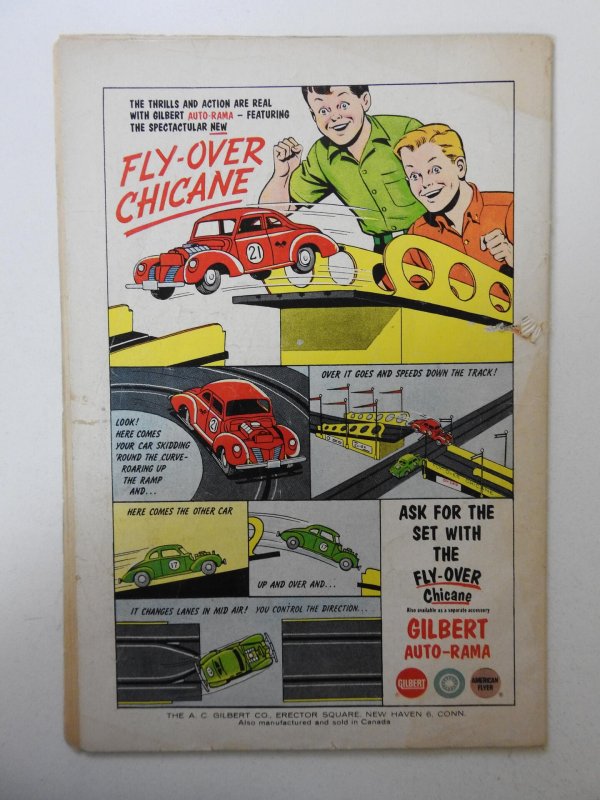 THE THRILLS AND ACTION ARE REAL
WITH GILBERT AUTO-RAMA – FEATURING
THE SPECTACULAR NEW
FLY-OVER
CHICANE
21
LOOK!
HERE COMES
YOUR CAR SKIDDING
'ROUND THE CURVE-
ROARING UP
THE RAMP
AND...
OVER IT GOES AND SPEEDS DOWN THE TRACK!
HERE COMES THE OTHER CAR
17
UP AND OVER AND...
IT CHANGES LANES IN MID AIR! YOU CONTROL THE DIRECTION...
ASK FOR THE
SET WITH
THE
FLY-OVER
Chicane
Also available as a separate accessory
GILBERT
AUTO-RAMA
GILBERT
AMERICAN
FLYER
®
THE A. C. GILBERT CO., ERECTOR SQUARE, NEW HAVEN 6, CONN.
Also manufactured and sold in Canada